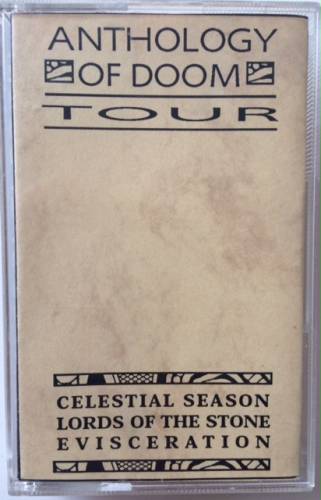 ANTHOLOGY
OF DOOM
TOUR
CELESTIAL SEASON
LORDS OF THE STONE
EVISCERATION